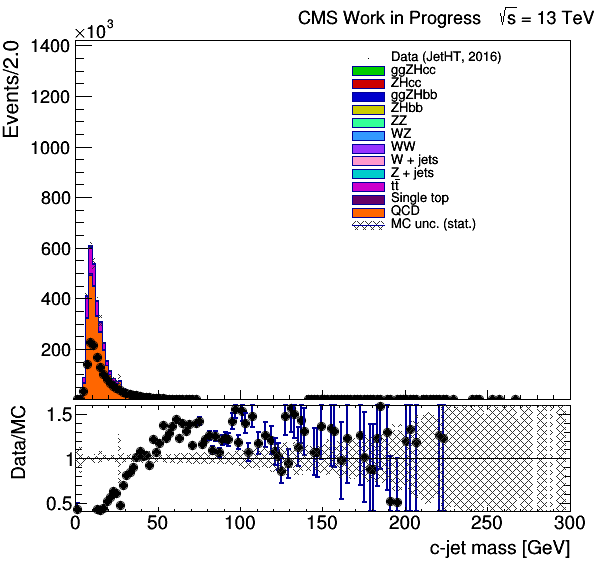 CMS Work in Progress √s = 13 TeV
×10³
Events/2.0
1400
1200
1000
800
600
400
200
Data (JetHT, 2016)
ggZHcc
ZHcc
ggZHbb
ZHbb
ZZ
WZ
WW
W + jets
Z + jets
tt̄
Single top
QCD
MC unc. (stat.)
Data/MC
1.5
1
0.5
0 50 100 150 200 250 300
c-jet mass [GeV]